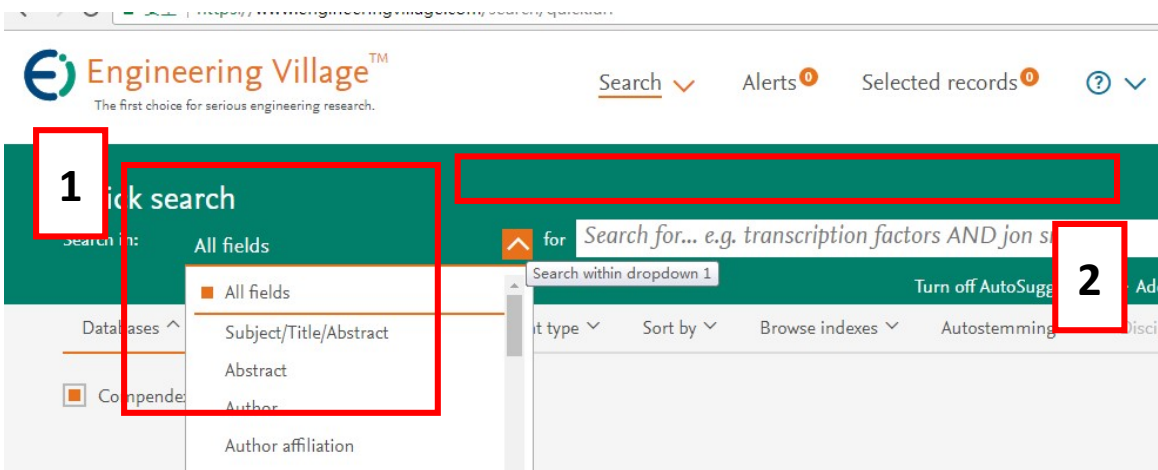 Engineering Village™
The first choice for serious engineering research.
Search
Alerts 0
Selected records 0
?
1
ick search
Search in:
All fields
for
Search for... e.g. transcription factors AND jon
Search within dropdown 1
2
Turn off AutoSugg
All fields
Databases
t type
Sort by
Browse indexes
Autostemming
Subject/Title/Abstract
Abstract
Compende
Author
Author affiliation